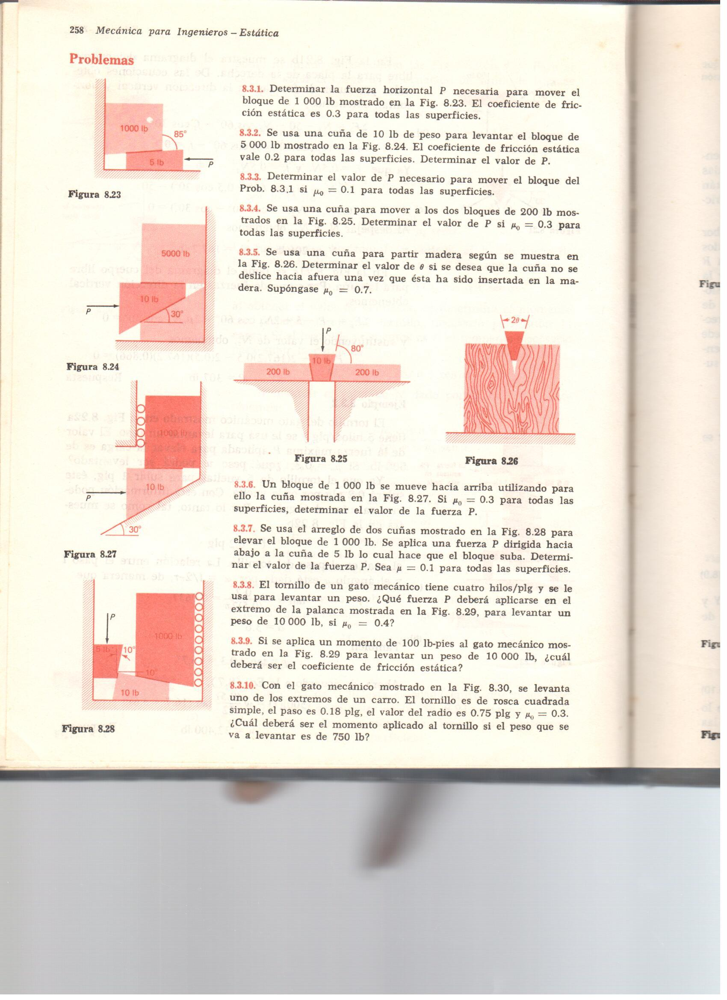 258 Mecánica para Ingenieros – Estática
Problemas
1000 lb
85°
5 lb
P
Figura 8.23
8.3.1. Determinar la fuerza horizontal P necesaria para mover el
bloque de 1 000 lb mostrado en la Fig. 8.23. El coeficiente de fric-
ción estática es 0.3 para todas las superficies.
8.3.2. Se usa una cuña de 10 lb de peso para levantar el bloque de
5 000 lb mostrado en la Fig. 8.24. El coeficiente de fricción estática
vale 0.2 para todas las superficies. Determinar el valor de P.
8.3.3. Determinar el valor de P necesario para mover el bloque del
Prob. 8.3.1 si μ₀ = 0.1 para todas las superficies.
8.3.4. Se usa una cuña para mover a los dos bloques de 200 lb mos-
trados en la Fig. 8.25. Determinar el valor de P si μ₀ = 0.3 para
todas las superficies.
8.3.5. Se usa una cuña para partir madera según se muestra en
la Fig. 8.26. Determinar el valor de θ si se desea que la cuña no se
deslice hacia afuera una vez que ésta ha sido insertada en la ma-
dera. Supóngase μ₀ = 0.7.
5000 lb
10 lb
P
30°
Figura 8.24
P
80°
10 lb
200 lb
200 lb
Figura 8.25
2θ
Figura 8.26
1000 lb
10 lb
P
30°
Figura 8.27
8.3.6. Un bloque de 1 000 lb se mueve hacia arriba utilizando para
ello la cuña mostrada en la Fig. 8.27. Si μ₀ = 0.3 para todas las
superficies, determinar el valor de la fuerza P.
8.3.7. Se usa el arreglo de dos cuñas mostrado en la Fig. 8.28 para
elevar el bloque de 1 000 lb. Se aplica una fuerza P dirigida hacia
abajo a la cuña de 5 lb lo cual hace que el bloque suba. Determi-
nar el valor de la fuerza P. Sea μ = 0.1 para todas las superficies.
8.3.8. El tornillo de un gato mecánico tiene cuatro hilos/plg y se le
usa para levantar un peso. ¿Qué fuerza P deberá aplicarse en el
extremo de la palanca mostrada en la Fig. 8.29, para levantar un
peso de 10 000 lb, si μ₀ = 0.4?
8.3.9. Si se aplica un momento de 100 lb-pies al gato mecánico mos-
trado en la Fig. 8.29 para levantar un peso de 10 000 lb, ¿cuál
deberá ser el coeficiente de fricción estática?
8.3.10. Con el gato mecánico mostrado en la Fig. 8.30, se levanta
uno de los extremos de un carro. El tornillo es de rosca cuadrada
simple, el paso es 0.18 plg, el valor del radio es 0.75 plg y μ₀ = 0.3.
¿Cuál deberá ser el momento aplicado al tornillo si el peso que se
va a levantar es de 750 lb?
P
1000 lb
5 lb
10°
10°
10 lb
Figura 8.28